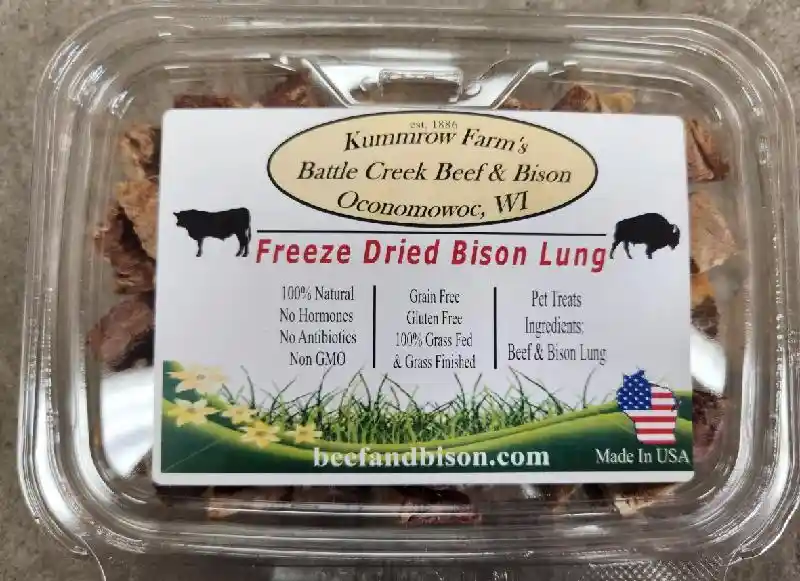 est. 1886
Kummrow Farm's
Battle Creek Beef & Bison
Oconomowoc, WI
Freeze Dried Bison Lung
100% Natural
No Hormones
No Antibiotics
Non GMO
Grain Free
Gluten Free
100% Grass Fed
& Grass Finished
Pet Treats
Ingredients:
Beef & Bison Lung
beefandbison.com
Made In USA